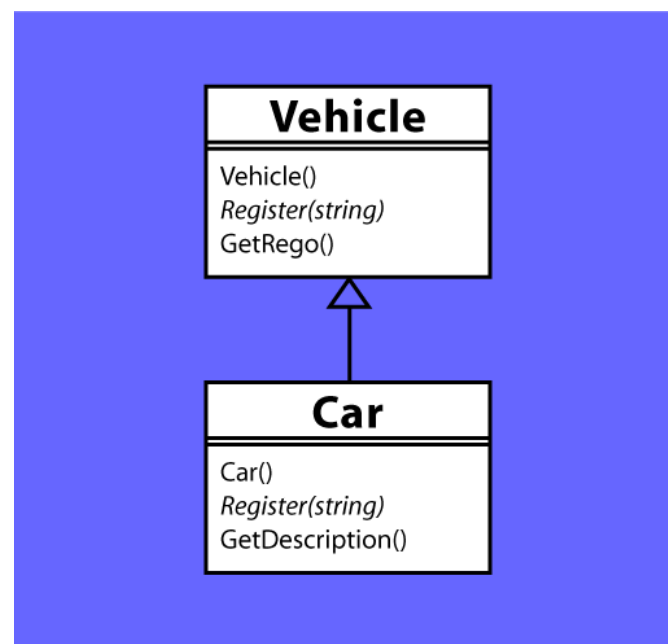 Vehicle
Vehicle()
Register(string)
GetRego()
Car
Car()
Register(string)
GetDescription()